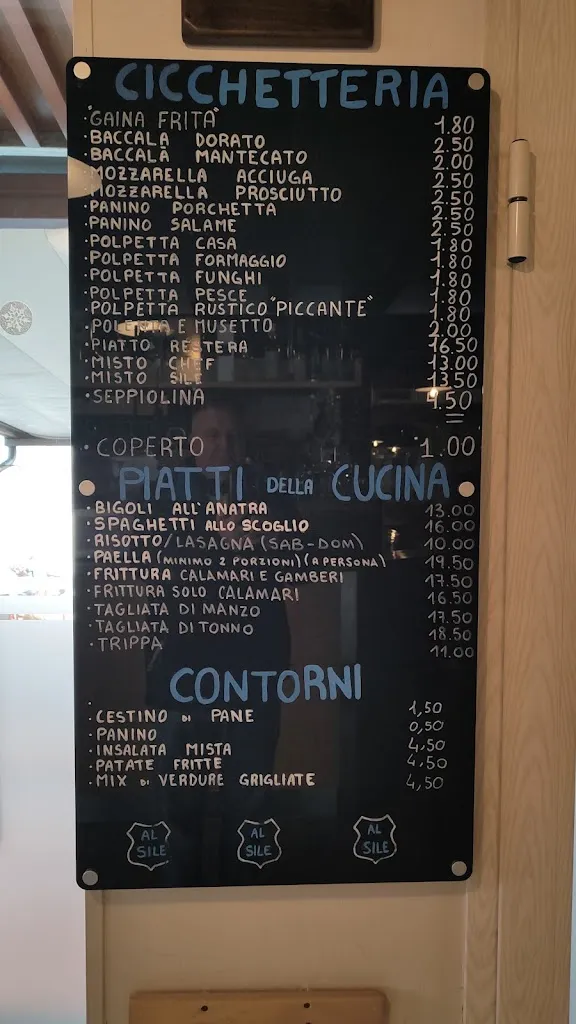 CICCHETTERIA
·"GAINA FRITA" 1.80
·BACCALA DORATO 2.50
·BACCALÀ MANTECATO 2.00
·MOZZARELLA ACCIUGA 2.50
·MOZZARELLA PROSCIUTTO 2.50
·PANINO PORCHETTA 2.50
·PANINO SALAME 2.50
·POLPETTA CASA 1.80
·POLPETTA FORMAGGIO 1.80
·POLPETTA FUNGHI 1.80
·POLPETTA PESCE 1.80
·POLPETTA RUSTICO "PICCANTE" 1.80
·POLENTA E MUSETTO 2.00
·PIATTO RESTERA 16.50
·MISTO CHEF 13.00
·MISTO SILE 13.50
·SEPPIOLINA 4.50
·COPERTO 1.00
PIATTI DELLA CUCINA
·BIGOLI ALL'ANATRA 13.00
·SPAGHETTI ALLO SCOGLIO 16.00
·RISOTTO/LASAGNA (SAB-DOM) 10.00
·PAELLA (MINIMO 2 PORZIONI) (A PERSONA) 19.50
·FRITTURA CALAMARI E GAMBERI 17.50
·FRITTURA SOLO CALAMARI 16.50
·TAGLIATA DI MANZO 17.50
·TAGLIATA DI TONNO 18.50
·TRIPPA 11.00
CONTORNI
·CESTINO DI PANE 1,50
·PANINO 0,50
·INSALATA MISTA 4,50
·PATATE FRITTE 4,50
·MIX DI VERDURE GRIGLIATE 4,50
AL SILE AL SILE AL SILE